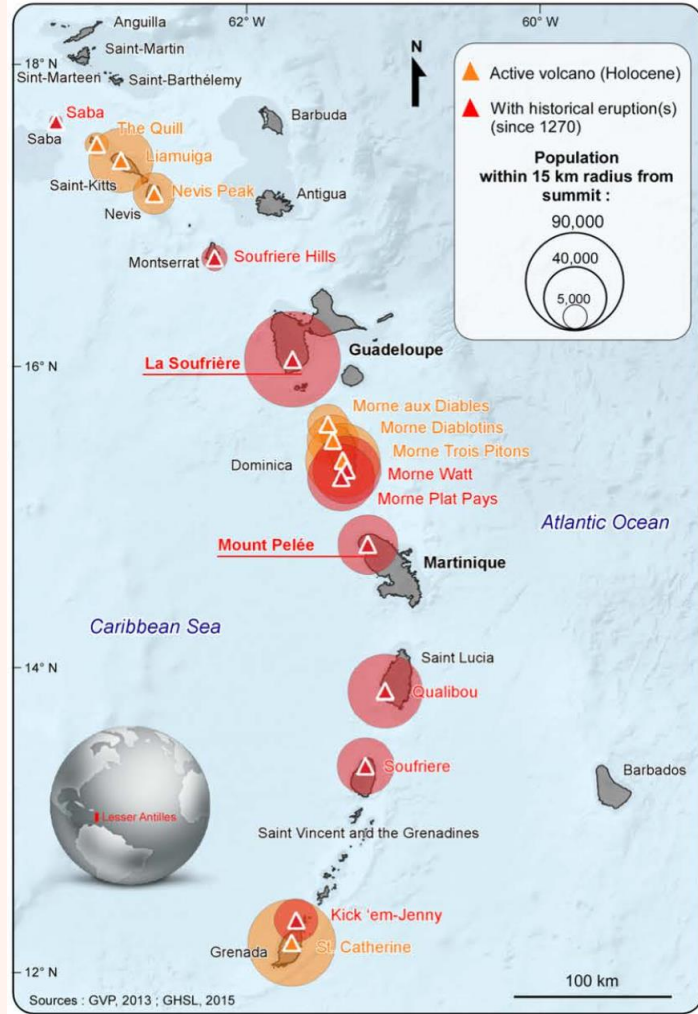 62° W
60° W
Anguilla
18° N
Saint-Martin
Sint-Marteen
Saint-Barthélemy
N
Active volcano (Holocene)
With historical eruption(s)
(since 1270)
Population
within 15 km radius from
summit :
90,000
40,000
5,000
Saba
Saba
The Quill
Barbuda
Liamuiga
Saint-Kitts
Nevis Peak
Nevis
Antigua
Montserrat
Soufriere Hills
16° N
Guadeloupe
La Soufrière
Morne aux Diables
Morne Diablotins
Morne Trois Pitons
Dominica
Morne Watt
Morne Plat Pays
Atlantic Ocean
Mount Pelée
Martinique
Caribbean Sea
14° N
Saint Lucia
Qualibou
Soufriere
Barbados
Lesser Antilles
Saint Vincent and the Grenadines
Kick 'em-Jenny
Grenada
St. Catherine
12° N
100 km
Sources : GVP, 2013 ; GHSL, 2015